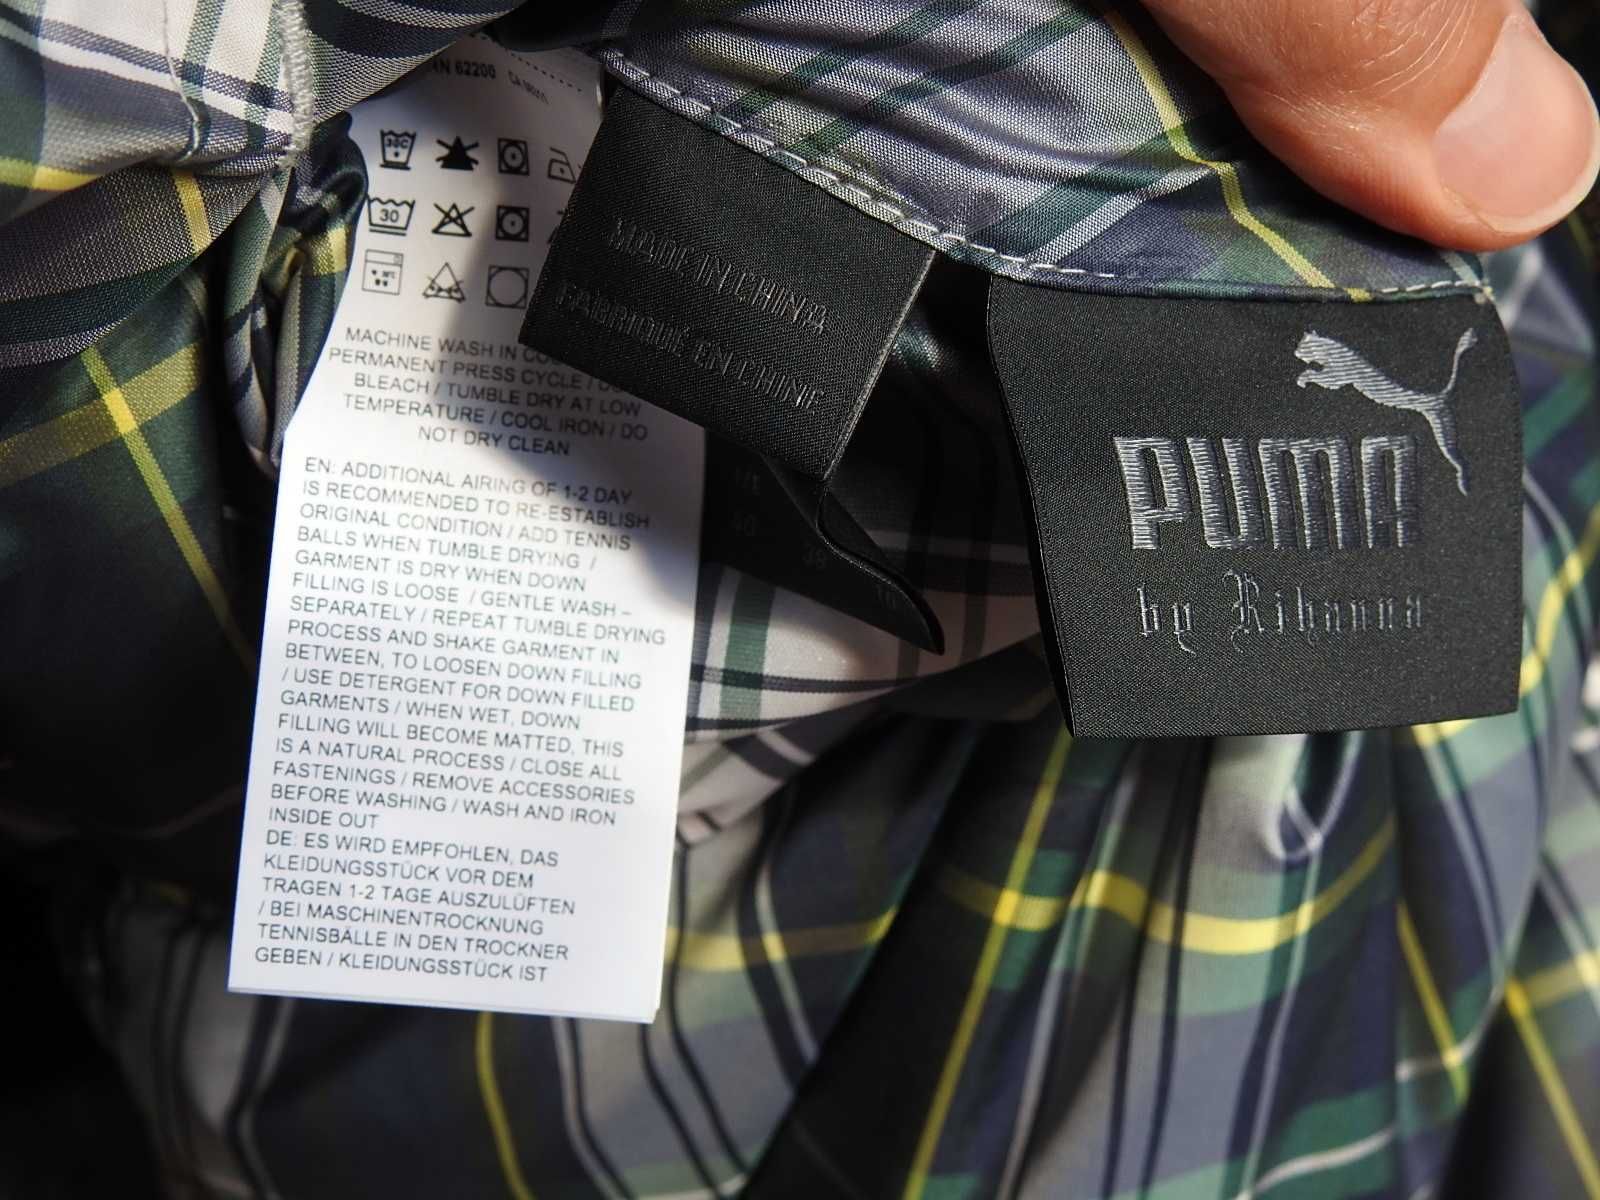 RN 62200
30C
30
MACHINE WASH IN
PERMANENT PRESS CYCLE /
BLEACH / TUMBLE DRY AT LOW
TEMPERATURE / COOL IRON / DO
NOT DRY CLEAN
EN: ADDITIONAL AIRING OF 1-2 DAY
IS RECOMMENDED TO RE-ESTABLISH
ORIGINAL CONDITION / ADD TENNIS
BALLS WHEN TUMBLE DRYING /
GARMENT IS DRY WHEN DOWN
FILLING IS LOOSE / GENTLE WASH –
SEPARATELY / REPEAT TUMBLE DRYING
PROCESS AND SHAKE GARMENT IN
BETWEEN, TO LOOSEN DOWN FILLING
/ USE DETERGENT FOR DOWN FILLED
GARMENTS / WHEN WET, DOWN
FILLING WILL BECOME MATTED, THIS
IS A NATURAL PROCESS / CLOSE ALL
FASTENINGS / REMOVE ACCESSORIES
BEFORE WASHING / WASH AND IRON
INSIDE OUT
DE: ES WIRD EMPFOHLEN, DAS
KLEIDUNGSSTÜCK VOR DEM
TRAGEN 1-2 TAGE AUSZULÜFTEN
/ BEI MASCHINENTROCKNUNG
TENNISBÄLLE IN DEN TROCKNER
GEBEN / KLEIDUNGSSTÜCK IST
MADE IN CHINA
FABRIQUÉ EN CHINE
38
10
PUMA
by Rihanna